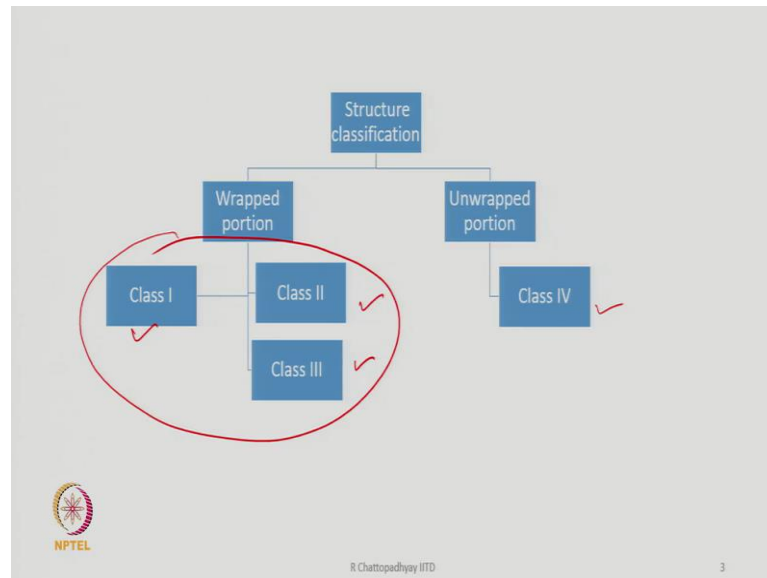 Structure
classification
Wrapped
portion
Unwrapped
portion
Class I
Class II
Class IV
Class III
NPTEL
R Chattopadhyay IITD
3